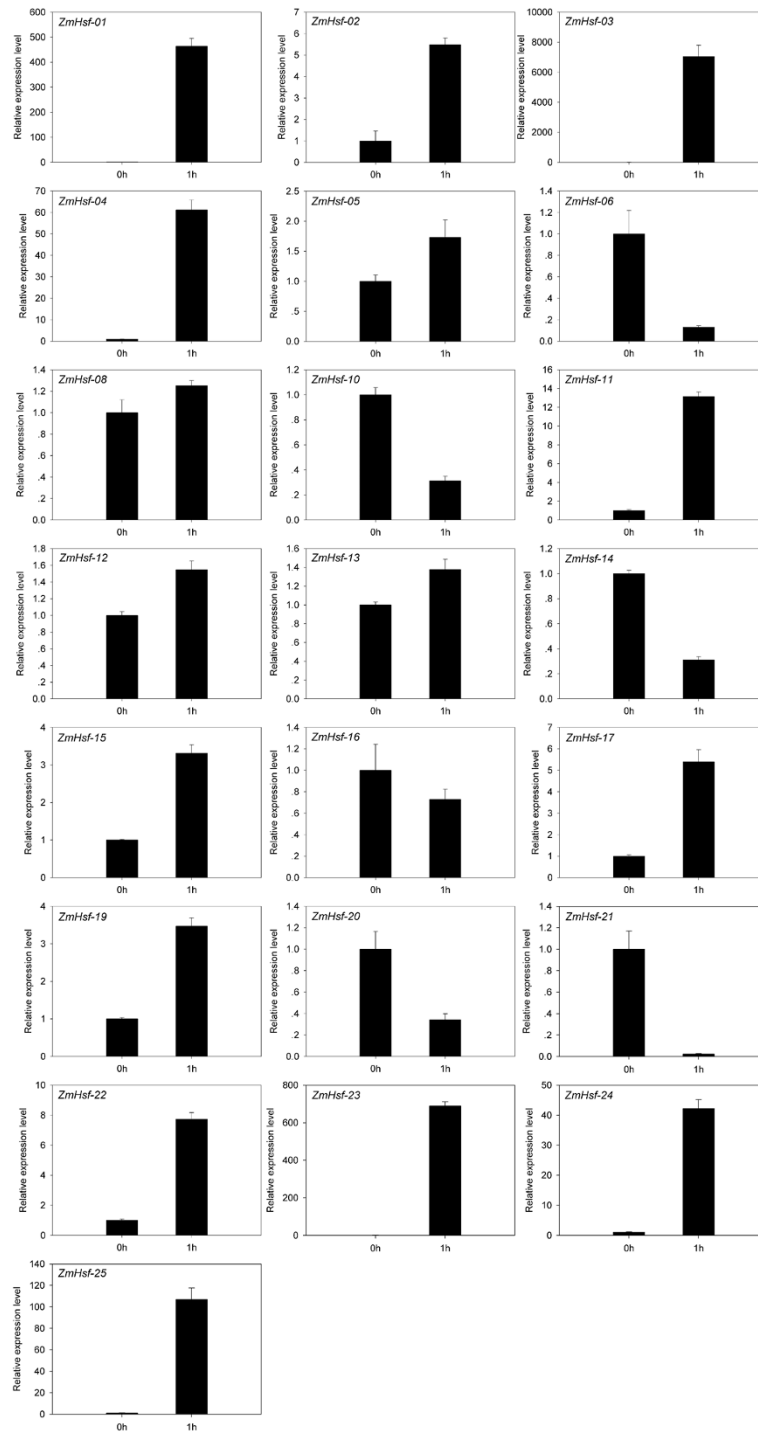 ZmHsf-01
Relative expression level
600
500
400
300
200
100
0
0h 1h
ZmHsf-02
Relative expression level
7
6
5
4
3
2
1
0
0h 1h
ZmHsf-03
Relative expression level
10000
8000
6000
4000
2000
0
0h 1h
ZmHsf-04
Relative expression level
70
60
50
40
30
20
10
0
0h 1h
ZmHsf-05
Relative expression level
2.5
2.0
1.5
1.0
.5
0.0
0h 1h
ZmHsf-06
Relative expression level
1.4
1.2
1.0
.8
.6
.4
.2
0.0
0h 1h
ZmHsf-08
Relative expression level
1.4
1.2
1.0
.8
.6
.4
.2
0.0
0h 1h
ZmHsf-10
Relative expression level
1.2
1.0
.8
.6
.4
.2
0.0
0h 1h
ZmHsf-11
Relative expression level
16
14
12
10
8
6
4
2
0
0h 1h
ZmHsf-12
Relative expression level
1.8
1.6
1.4
1.2
1.0
.8
.6
.4
.2
0.0
0h 1h
ZmHsf-13
Relative expression level
1.6
1.4
1.2
1.0
.8
.6
.4
.2
0.0
0h 1h
ZmHsf-14
Relative expression level
1.2
1.0
.8
.6
.4
.2
0.0
0h 1h
ZmHsf-15
Relative expression level
4
3
2
1
0
0h 1h
ZmHsf-16
Relative expression level
1.4
1.2
1.0
.8
.6
.4
.2
0.0
0h 1h
ZmHsf-17
Relative expression level
7
6
5
4
3
2
1
0
0h 1h
ZmHsf-19
Relative expression level
4
3
2
1
0
0h 1h
ZmHsf-20
Relative expression level
1.4
1.2
1.0
.8
.6
.4
.2
0.0
0h 1h
ZmHsf-21
Relative expression level
1.4
1.2
1.0
.8
.6
.4
.2
0.0
0h 1h
ZmHsf-22
Relative expression level
10
8
6
4
2
0
0h 1h
ZmHsf-23
Relative expression level
800
600
400
200
0
0h 1h
ZmHsf-24
Relative expression level
50
40
30
20
10
0
0h 1h
ZmHsf-25
Relative expression level
140
120
100
80
60
40
20
0
0h 1h